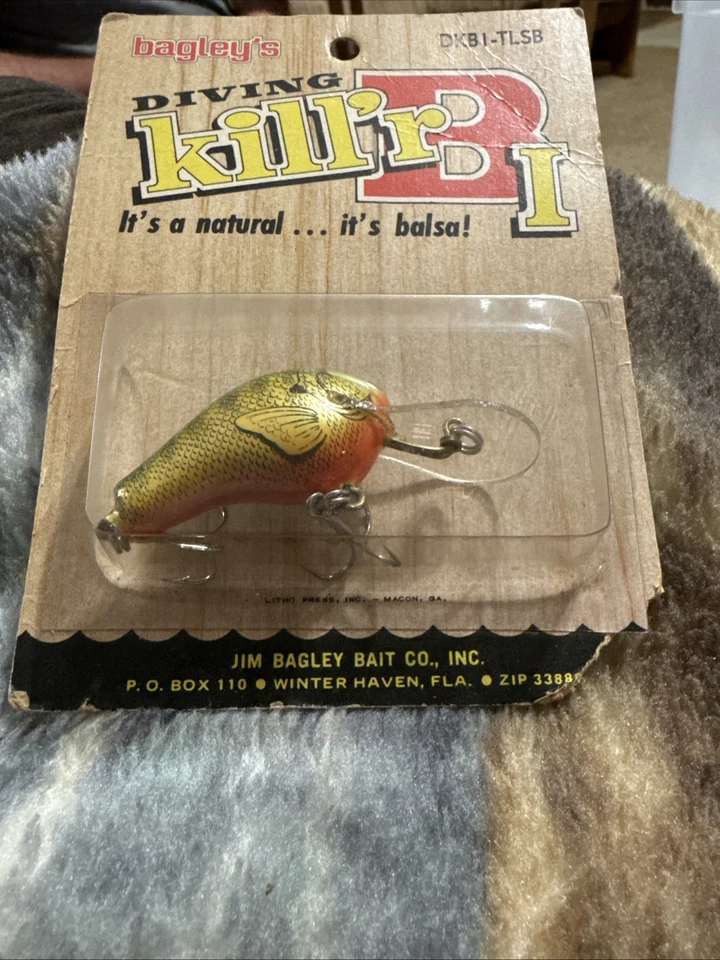 bagley's
DKB1-TLSB
DIVING
kill'r B I
It's a natural ... it's balsa!
LITHO PRESS, INC. – MACON, GA.
JIM BAGLEY BAIT CO., INC.
P. O. BOX 110 ● WINTER HAVEN, FLA. ● ZIP 3388